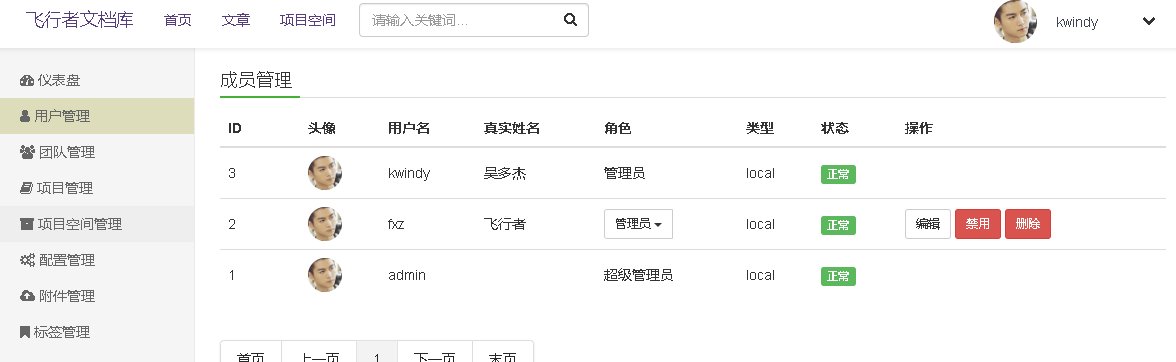 飞行者文档库 首页 文章 项目空间 请输入关键词... kwindy
仪表盘
用户管理
团队管理
项目管理
项目空间管理
配置管理
附件管理
标签管理
成员管理
ID 头像 用户名 真实姓名 角色 类型 状态 操作
3 kwindy 吴多杰 管理员 local 正常
2 fxz 飞行者 管理员 local 正常 编辑 禁用 删除
1 admin 超级管理员 local 正常
首页 上一页 1 下一页 末页